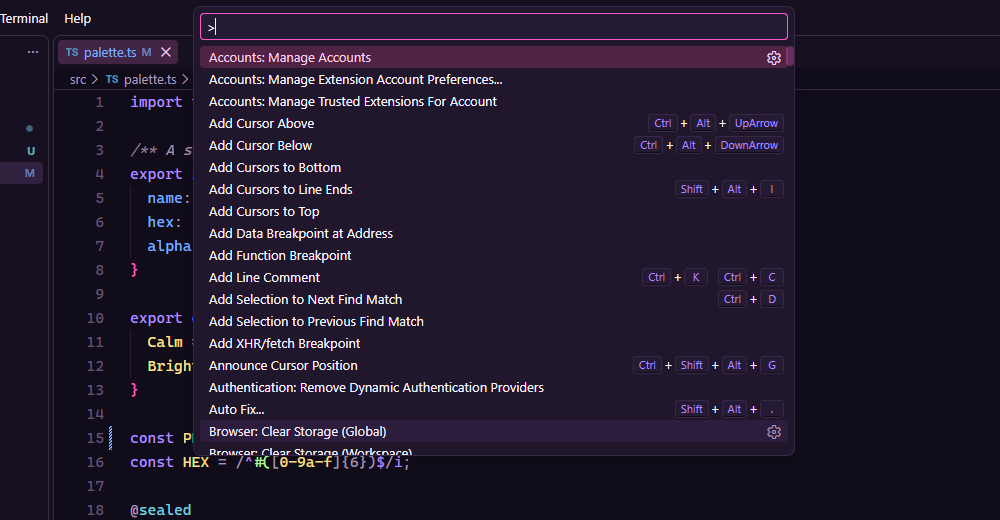 Terminal Help
>
TS palette.ts M
src > TS palette.ts >
U
M
Accounts: Manage Accounts
Accounts: Manage Extension Account Preferences...
Accounts: Manage Trusted Extensions For Account
Add Cursor Above Ctrl + Alt + UpArrow
Add Cursor Below Ctrl + Alt + DownArrow
Add Cursors to Bottom
Add Cursors to Line Ends Shift + Alt + I
Add Cursors to Top
Add Data Breakpoint at Address
Add Function Breakpoint
Add Line Comment Ctrl + K Ctrl + C
Add Selection to Next Find Match Ctrl + D
Add Selection to Previous Find Match
Add XHR/fetch Breakpoint
Announce Cursor Position Ctrl + Shift + Alt + G
Authentication: Remove Dynamic Authentication Providers
Auto Fix... Shift + Alt + .
Browser: Clear Storage (Global)
Browser: Clear Storage (Workspace)
1 import
2
3 /** A
4 export
5 name:
6 hex:
7 alpha
8 }
9
10 export
11 Calm
12 Bright
13 }
14
15 const
16 const HEX = /^#([0-9a-f]{6})$/i;
17
18 @sealed